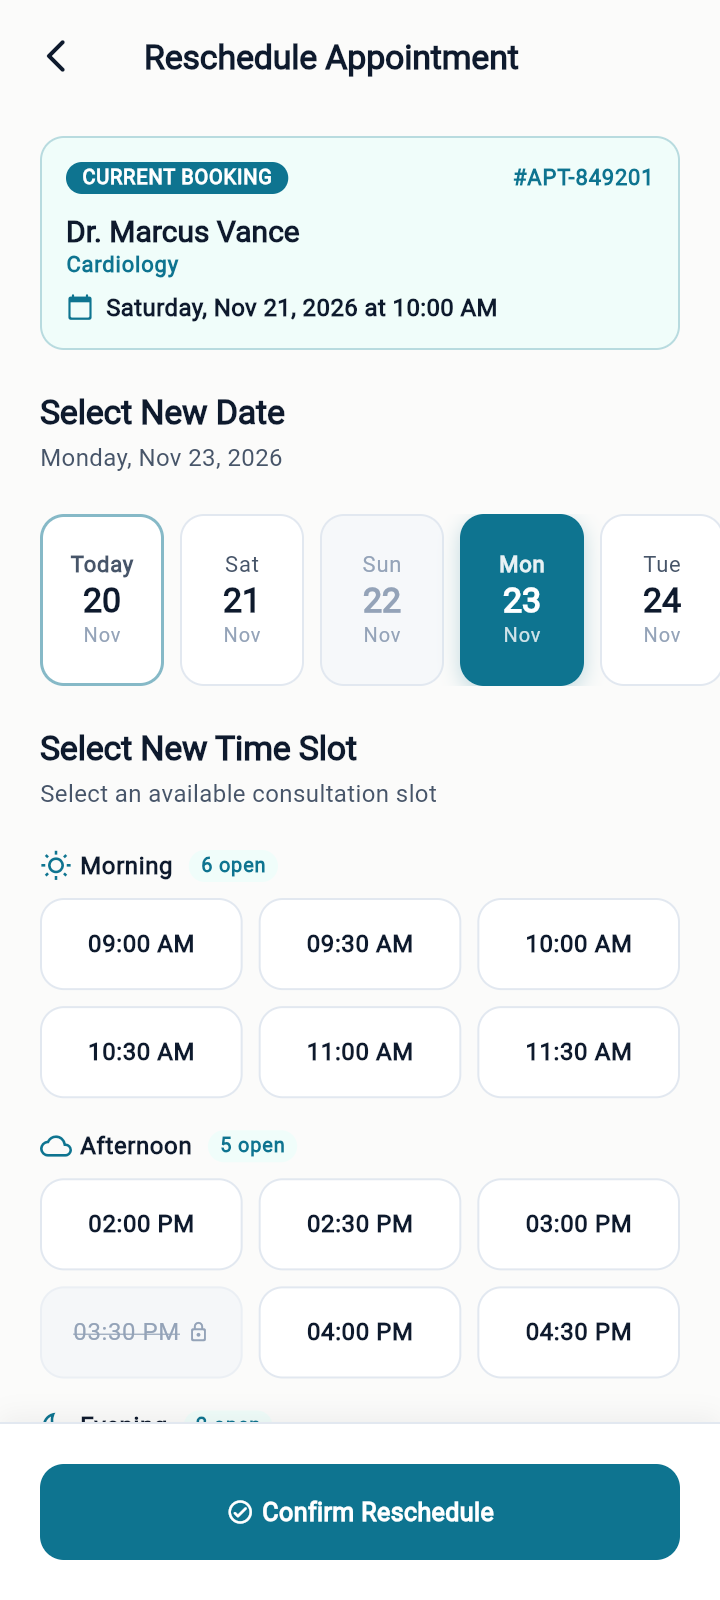 Reschedule Appointment
CURRENT BOOKING
#APT-849201
Dr. Marcus Vance
Cardiology
Saturday, Nov 21, 2026 at 10:00 AM
Select New Date
Monday, Nov 23, 2026
Today Sat Sun Mon Tue
20 21 22 23 24
Nov Nov Nov Nov Nov
Select New Time Slot
Select an available consultation slot
Morning 6 open
09:00 AM 09:30 AM 10:00 AM
10:30 AM 11:00 AM 11:30 AM
Afternoon 5 open
02:00 PM 02:30 PM 03:00 PM
03:30 PM 04:00 PM 04:30 PM
Evening
Confirm Reschedule